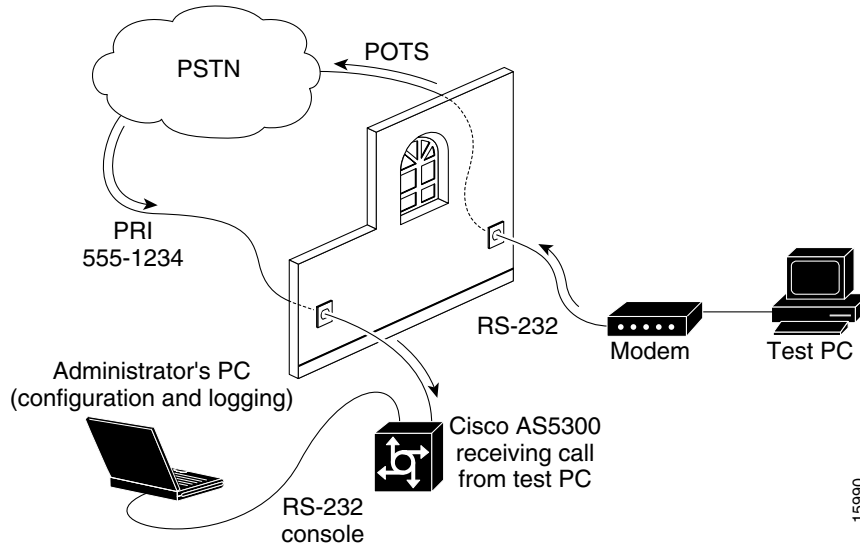 PSTN
POTS
PRI
555-1234
RS-232
Modem
Test PC
Administrator's PC
(configuration and logging)
Cisco AS5300
receiving call
from test PC
RS-232
console
15990